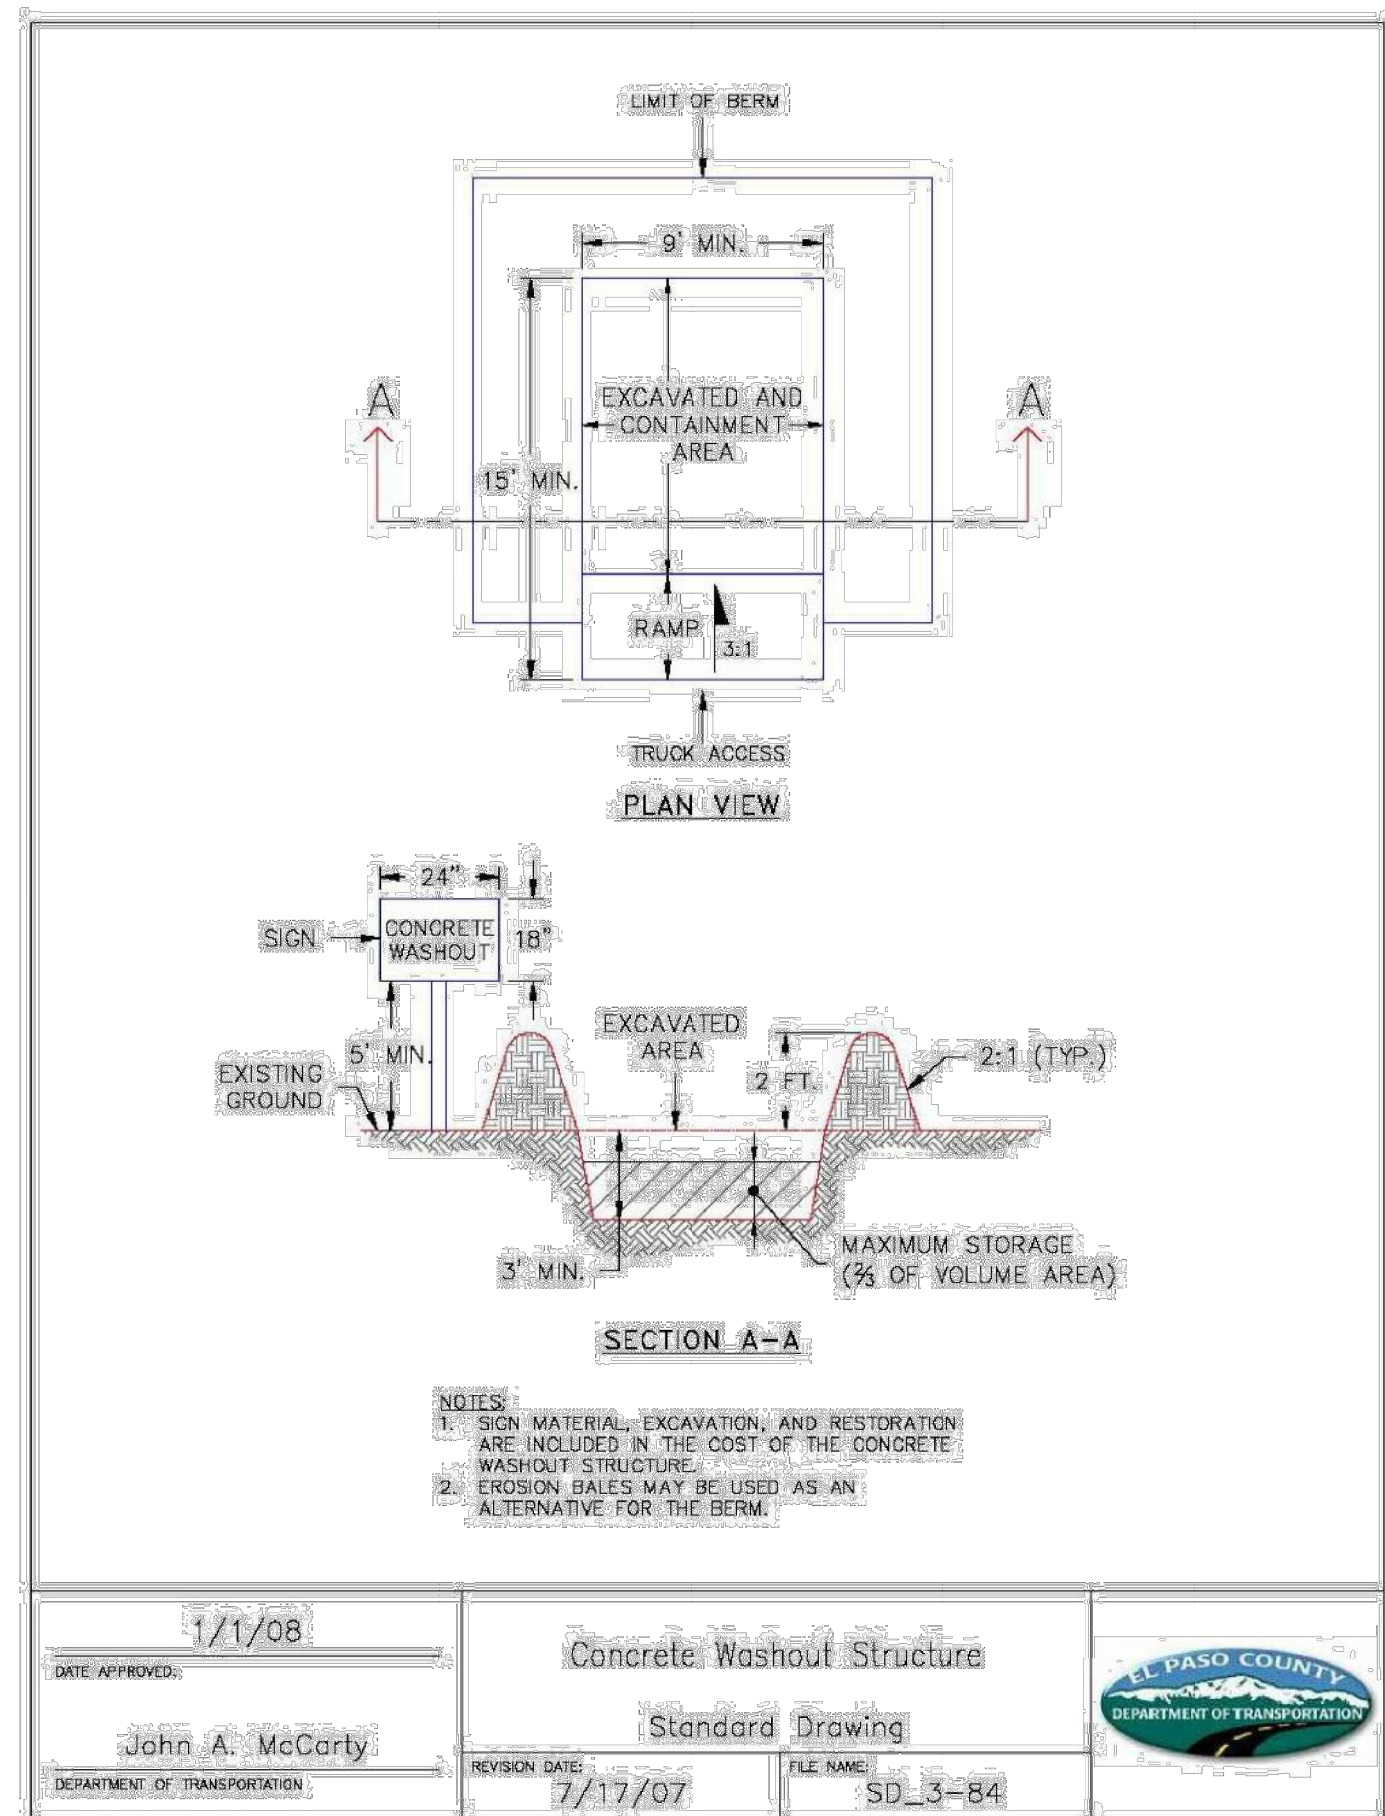 LIMIT OF BERM
9' MIN.
A
A
EXCAVATED AND
CONTAINMENT
AREA
15' MIN.
RAMP
3:1
TRUCK ACCESS
PLAN VIEW
24"
SIGN
CONCRETE
WASHOUT
18"
EXCAVATED
AREA
5' MIN.
2:1 (TYP.)
EXISTING
GROUND
2 FT.
MAXIMUM STORAGE
(2/3 OF VOLUME AREA)
3' MIN.
SECTION A-A
NOTES:
1. SIGN MATERIAL, EXCAVATION, AND RESTORATION
ARE INCLUDED IN THE COST OF THE CONCRETE
WASHOUT STRUCTURE.
2. EROSION BALES MAY BE USED AS AN
ALTERNATIVE FOR THE BERM.
1/1/08
DATE APPROVED:
John A. McCarty
DEPARTMENT OF TRANSPORTATION
Concrete Washout Structure
Standard Drawing
REVISION DATE:
7/17/07
FILE NAME:
SD_3-84
EL PASO COUNTY
DEPARTMENT OF TRANSPORTATION